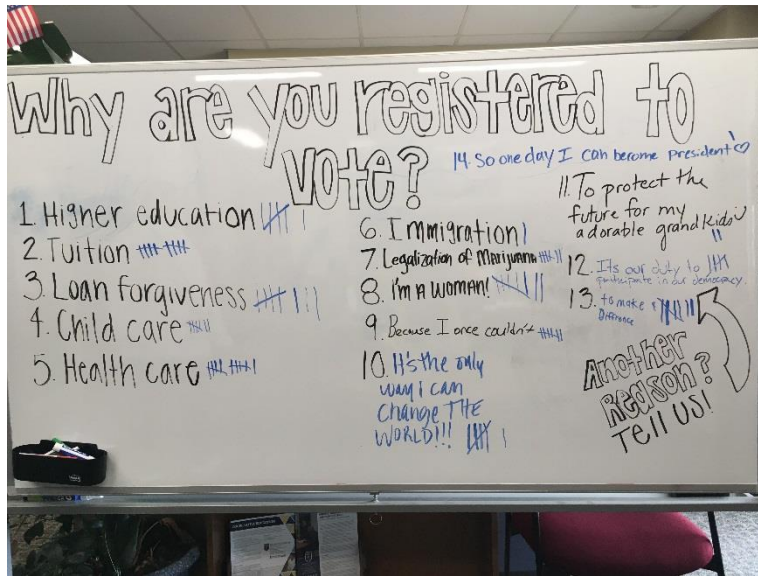 Why are you registered to
vote?
14. So one day I can become President
1. Higher education
2. Tuition
3. Loan forgiveness
4. Child care
5. Health care
6. Immigration
7. Legalization of Marijuana
8. I'm A WOMAN!
9. Because I once couldn't
10. It's the only
way i can
change THE
WORLD!!!
11. To protect the
future for my
adorable grandkids
12. Its our duty to
participate in our democracy.
13. to make a
Difference
Another
Reason?
TELL US!